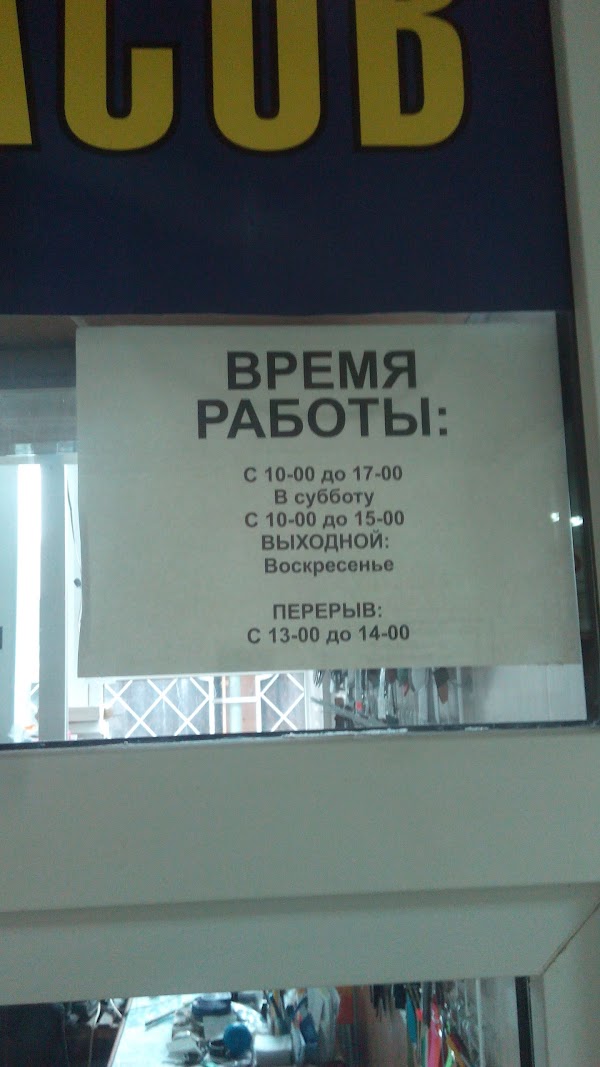 АСОВ
ВРЕМЯ
РАБОТЫ:
С 10-00 до 17-00
В субботу
С 10-00 до 15-00
ВЫХОДНОЙ:
Воскресенье
ПЕРЕРЫВ:
С 13-00 до 14-00